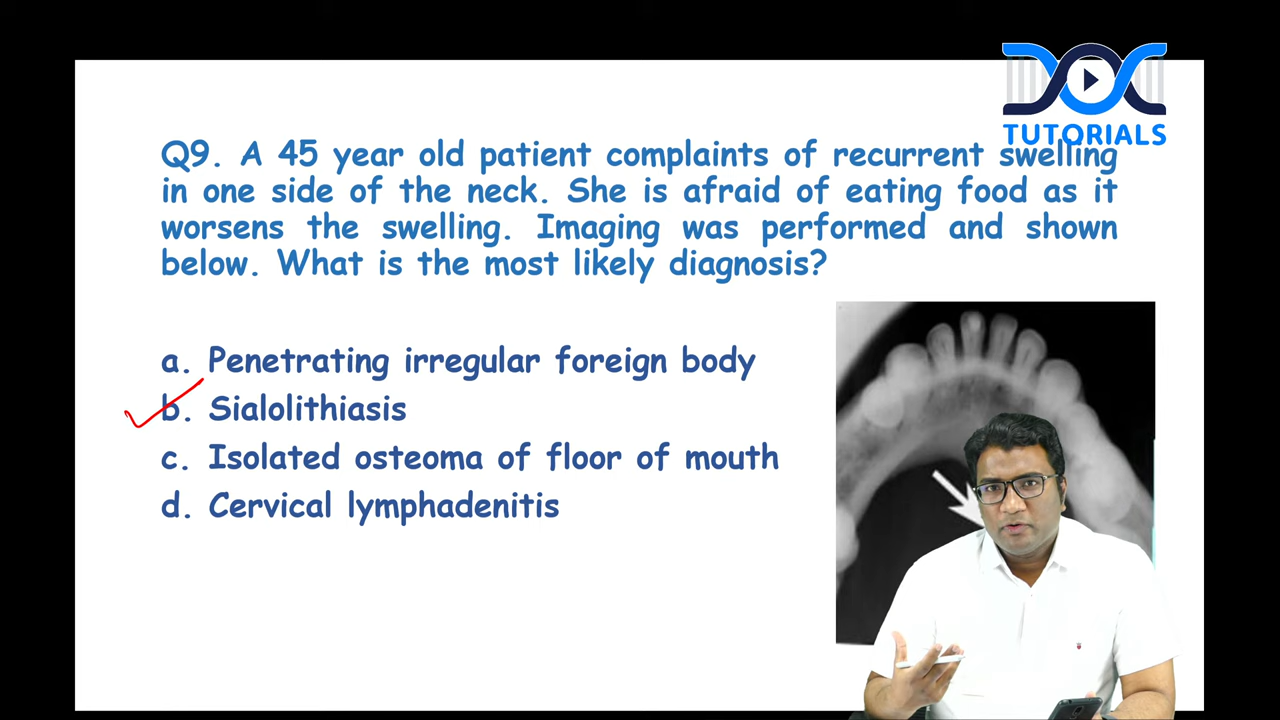 TUTORIALS
Q9. A 45 year old patient complaints of recurrent swelling
in one side of the neck. She is afraid of eating food as it
worsens the swelling. Imaging was performed and shown
below. What is the most likely diagnosis?
a. Penetrating irregular foreign body
b. Sialolithiasis
c. Isolated osteoma of floor of mouth
d. Cervical lymphadenitis